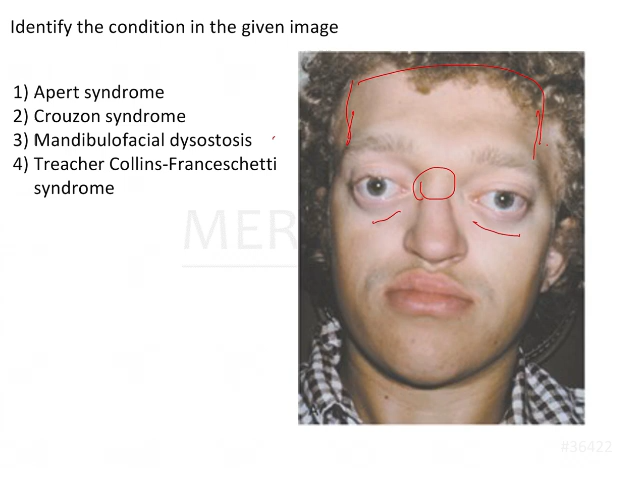 Identify the condition in the given image
1) Apert syndrome
2) Crouzon syndrome
3) Mandibulofacial dysostosis
4) Treacher Collins-Franceschetti
syndrome
MER
#36422